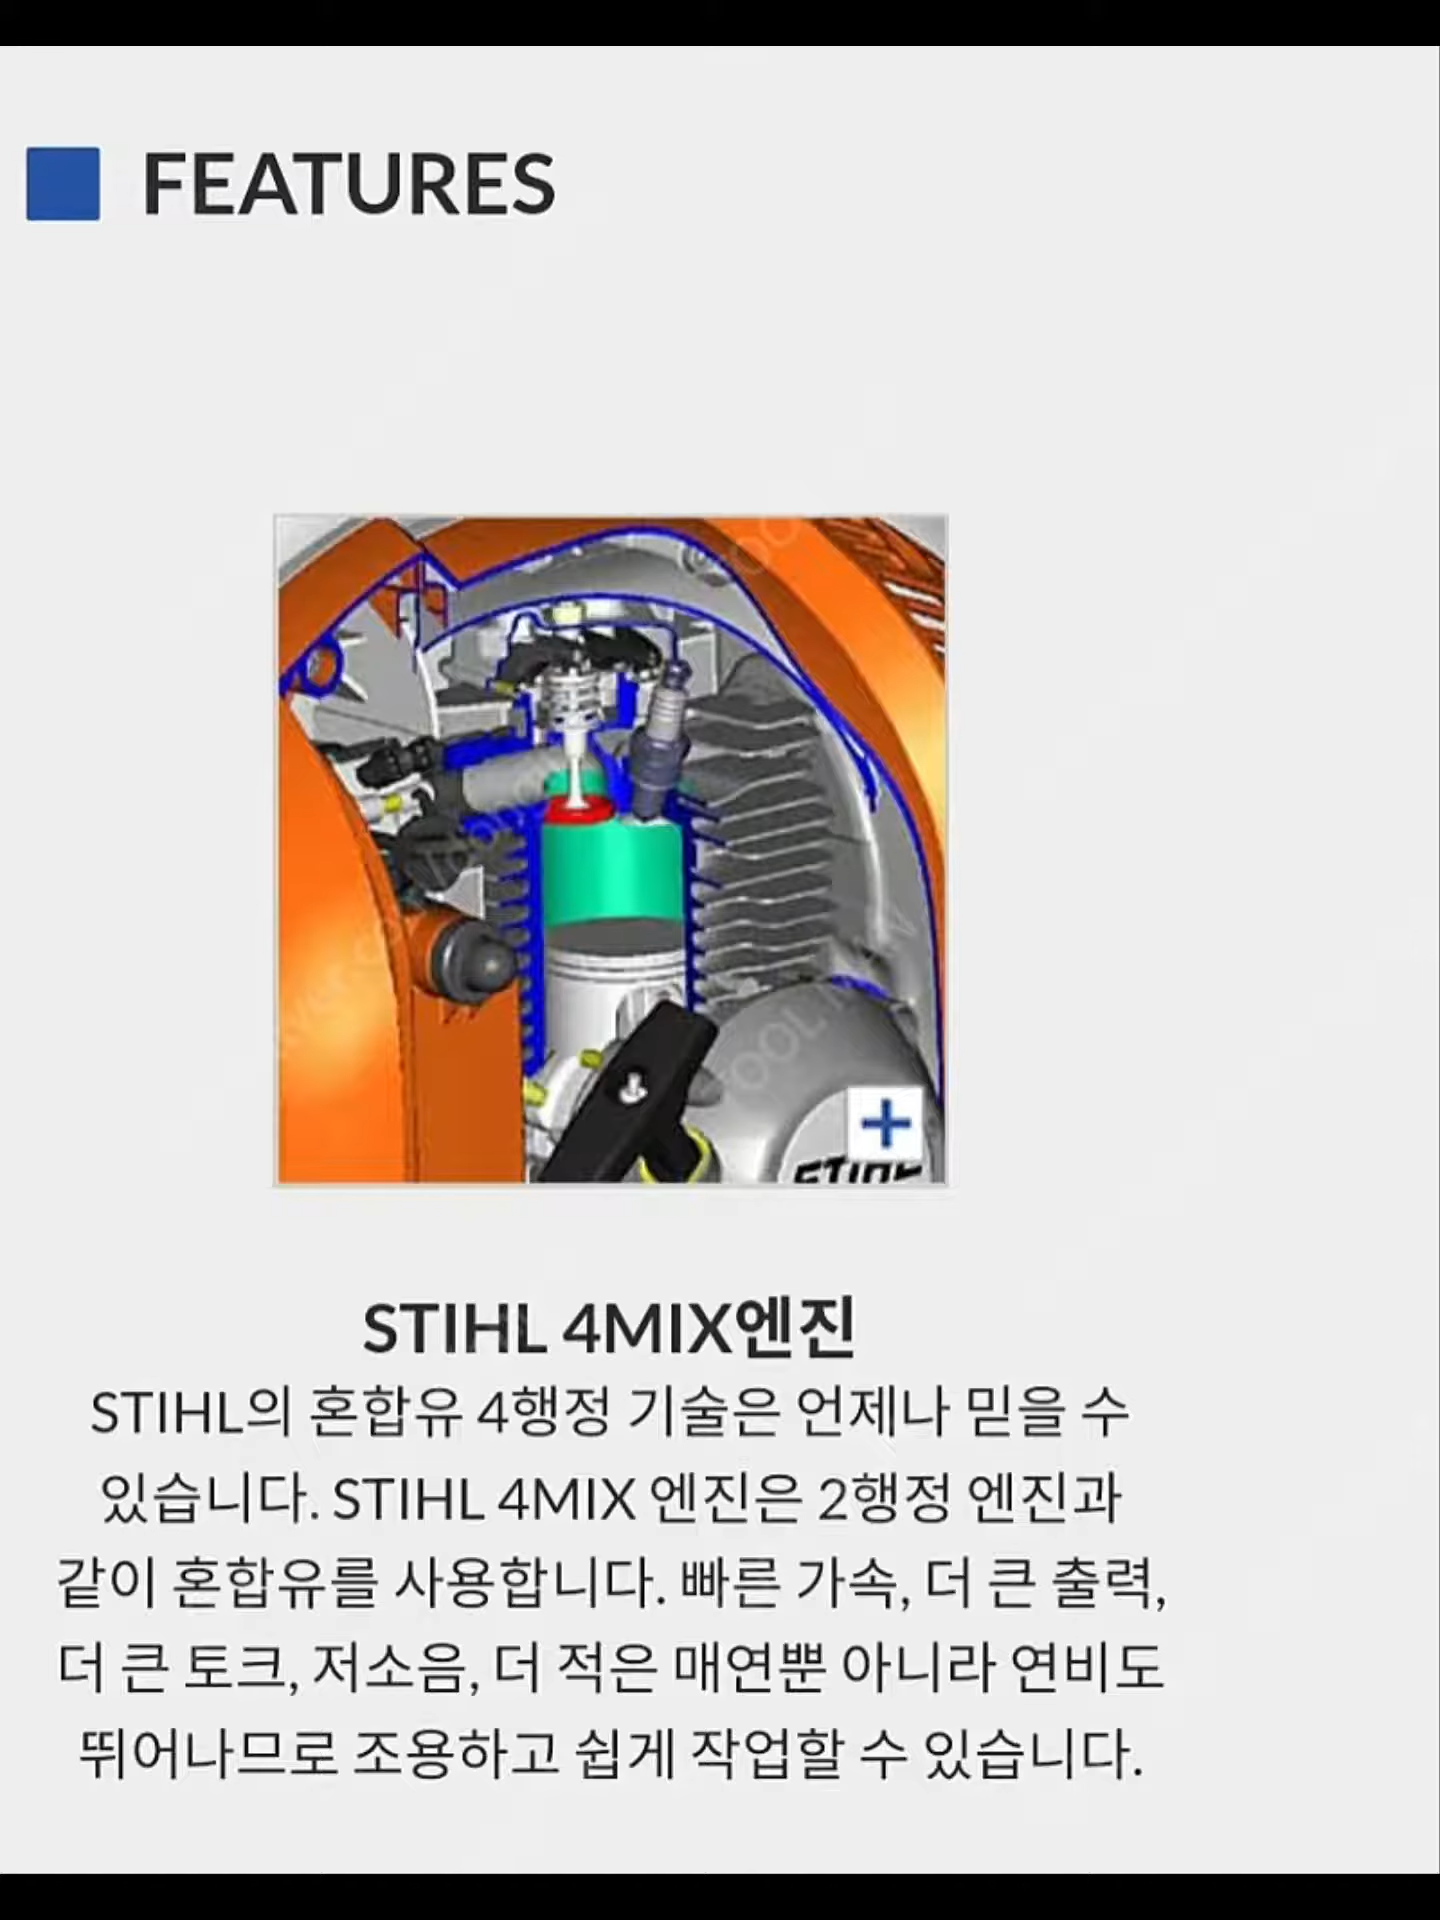 FEATURES
STIHL
STIHL 4MIX엔진
STIHL의 혼합유 4행정 기술은 언제나 믿을 수
있습니다. STIHL 4MIX 엔진은 2행정 엔진과
같이 혼합유를 사용합니다. 빠른 가속, 더 큰 출력,
더 큰 토크, 저소음, 더 적은 매연뿐 아니라 연비도
뛰어나므로 조용하고 쉽게 작업할 수 있습니다.